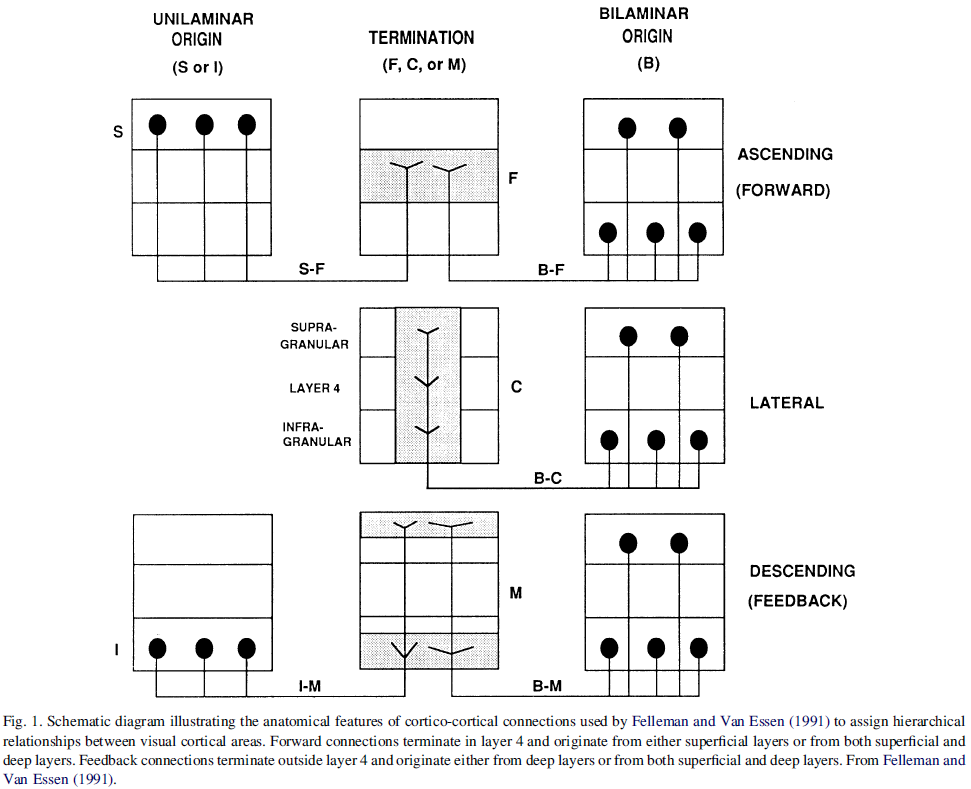 UNILAMINAR
ORIGIN
(S or I)
TERMINATION
(F, C, or M)
BILAMINAR
ORIGIN
(B)
S
F
ASCENDING
(FORWARD)
S-F
B-F
SUPRA-
GRANULAR
LAYER 4
INFRA-
GRANULAR
C
LATERAL
B-C
M
DESCENDING
(FEEDBACK)
I
I-M
B-M
Fig. 1. Schematic diagram illustrating the anatomical features of cortico-cortical connections used by Felleman and Van Essen (1991) to assign hierarchical
relationships between visual cortical areas. Forward connections terminate in layer 4 and originate from either superficial layers or from both superficial and
deep layers. Feedback connections terminate outside layer 4 and originate either from deep layers or from both superficial and deep layers. From Felleman and
Van Essen (1991).